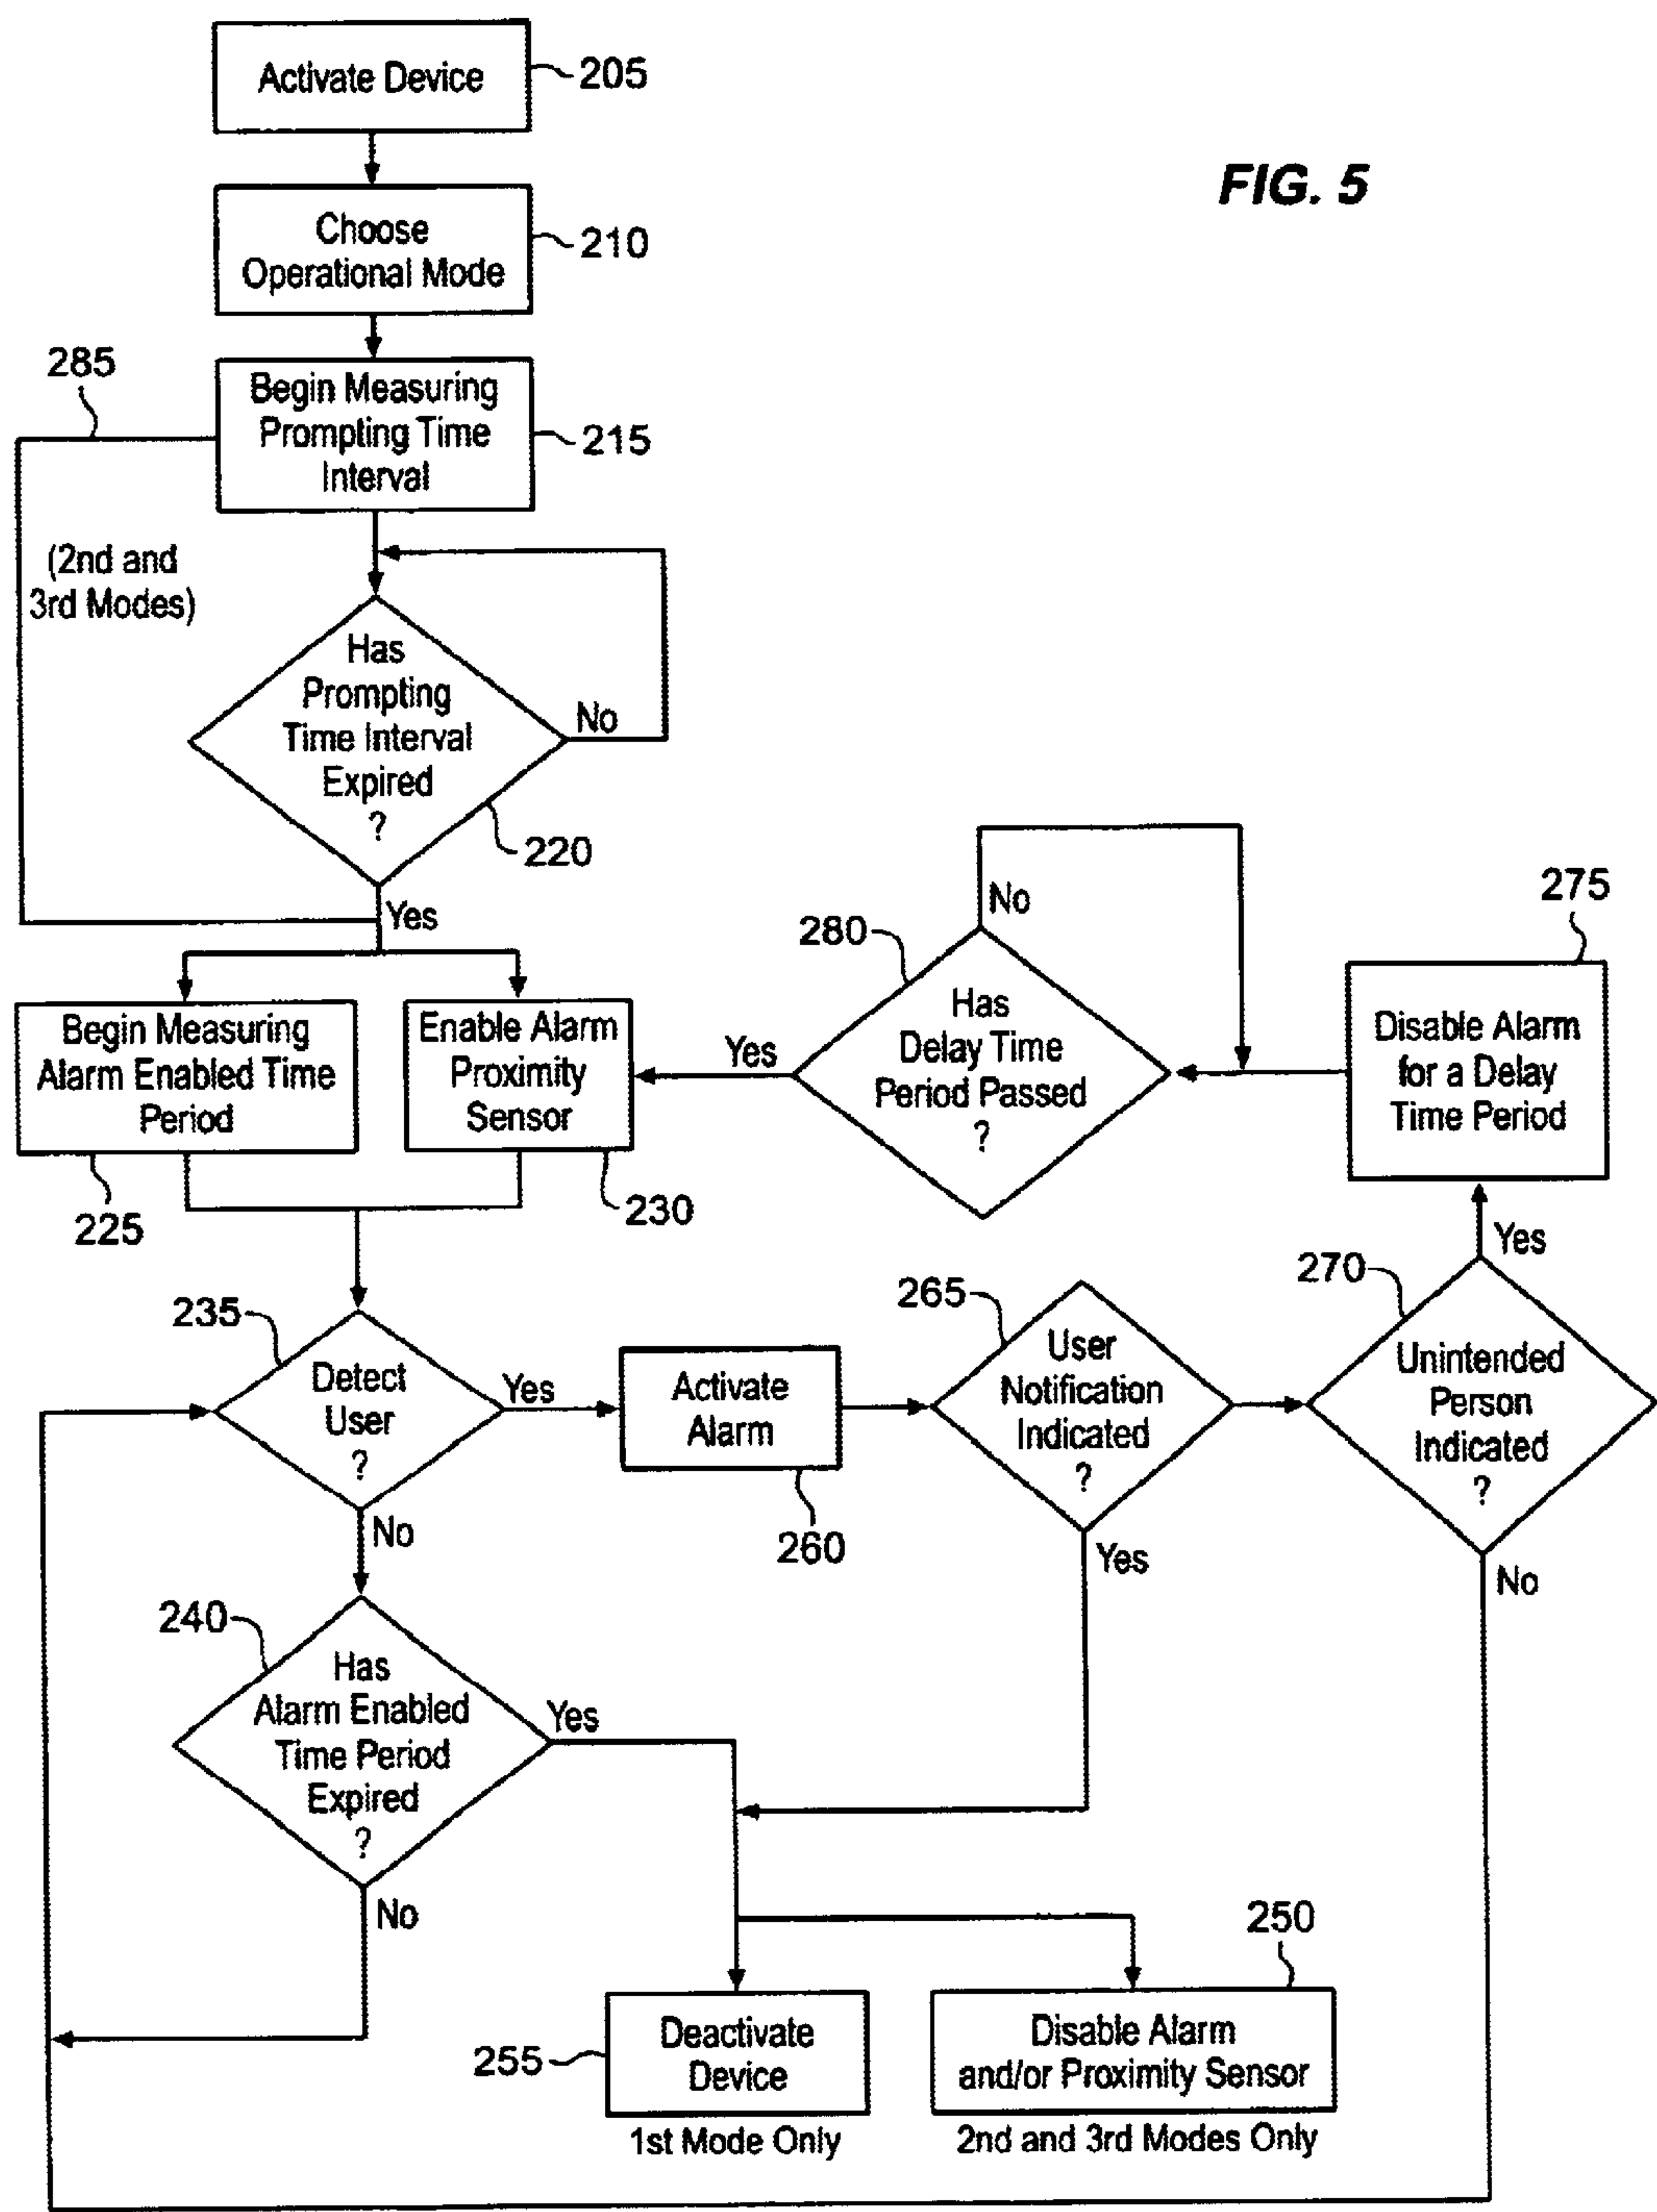 Activate Device
205
FIG. 5
Choose
Operational Mode
210
285
Begin Measuring
Prompting Time
Interval
215
(2nd and
3rd Modes)
Has
Prompting
Time Interval
Expired
?
No
220
Yes
No
275
280
Begin Measuring
Alarm Enabled Time
Period
225
Enable Alarm
Proximity
Sensor
230
Yes
Has
Delay Time
Period Passed
?
Disable Alarm
for a Delay
Time Period
Yes
235
Detect
User
?
Yes
No
Activate
Alarm
260
265
User
Notification
Indicated
?
Yes
270
Unintended
Person
Indicated
?
No
240
Has
Alarm Enabled
Time Period
Expired
?
Yes
No
250
255
Deactivate
Device
1st Mode Only
Disable Alarm
and/or Proximity Sensor
2nd and 3rd Modes Only